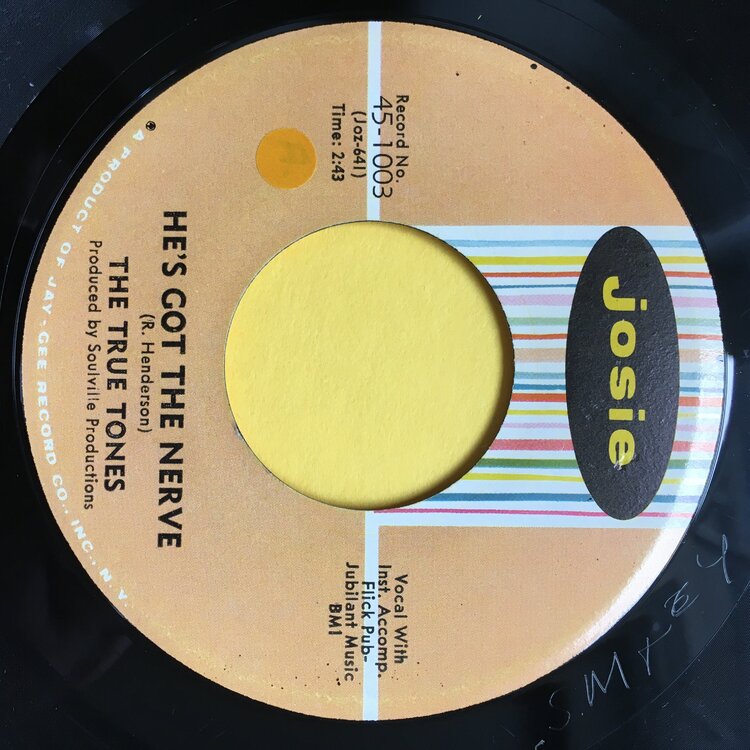 josie
Record No.
45-1003
(Joz-641)
Time: 2:43
Vocal With
Inst. Accomp.
Flick Pub-
Jubilant Music
BMI
HE'S GOT THE NERVE
(R. Henderson)
THE TRUE TONES
Produced by Soulville Productions
A PRODUCT OF JAY-GEE RECORD CO., INC., N.Y.